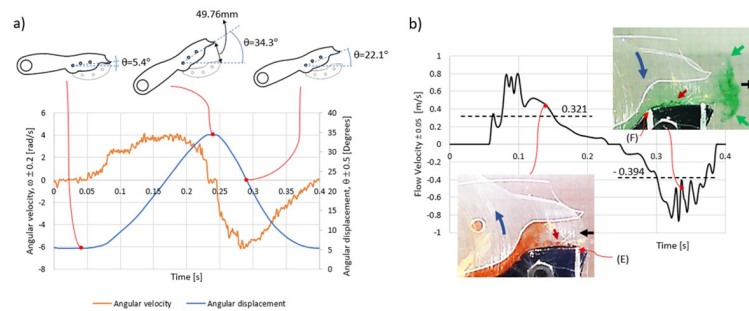 a)
49.76mm
θ=5.4°
θ=34.3°
θ=22.1°
Angular velocity, ω ± 0.2 [rad/s]
6
4
2
0
-2
-4
-6
0
0.05
0.1
0.15
0.2
0.25
0.3
0.35
0.4
40
35
30
25
20
15
10
5
0
Angular displacement, θ ± 0.5 [Degrees]
Time [s]
Angular velocity
Angular displacement
b)
Flow Velocity ± 0.05 [m/s]
1
0.8
0.6
0.4
0.2
0
-0.2
-0.4
-0.6
-0.8
-1
0.0
0.1
0.2
0.3
0.4
0.321
- 0.394
(F)
(E)
Time [s]